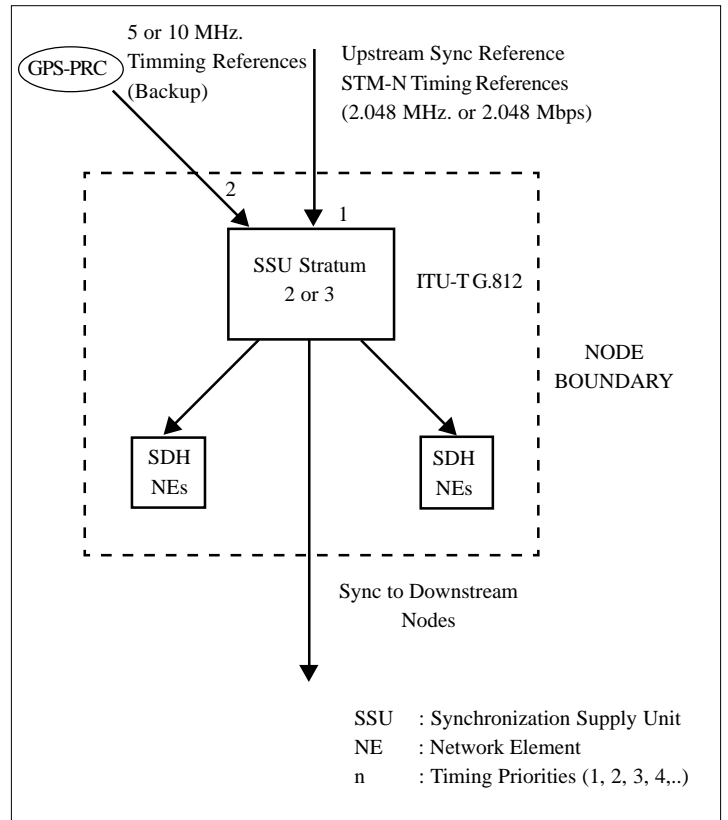 5 or 10 MHz.
Timming References
(Backup)
GPS-PRC
Upstream Sync Reference
STM-N Timing References
(2.048 MHz. or 2.048 Mbps)
2
1
SSU Stratum
2 or 3
ITU-T G.812
NODE
BOUNDARY
SDH
NEs
SDH
NEs
Sync to Downstream
Nodes
SSU : Synchronization Supply Unit
NE : Network Element
n : Timing Priorities (1, 2, 3, 4,..)